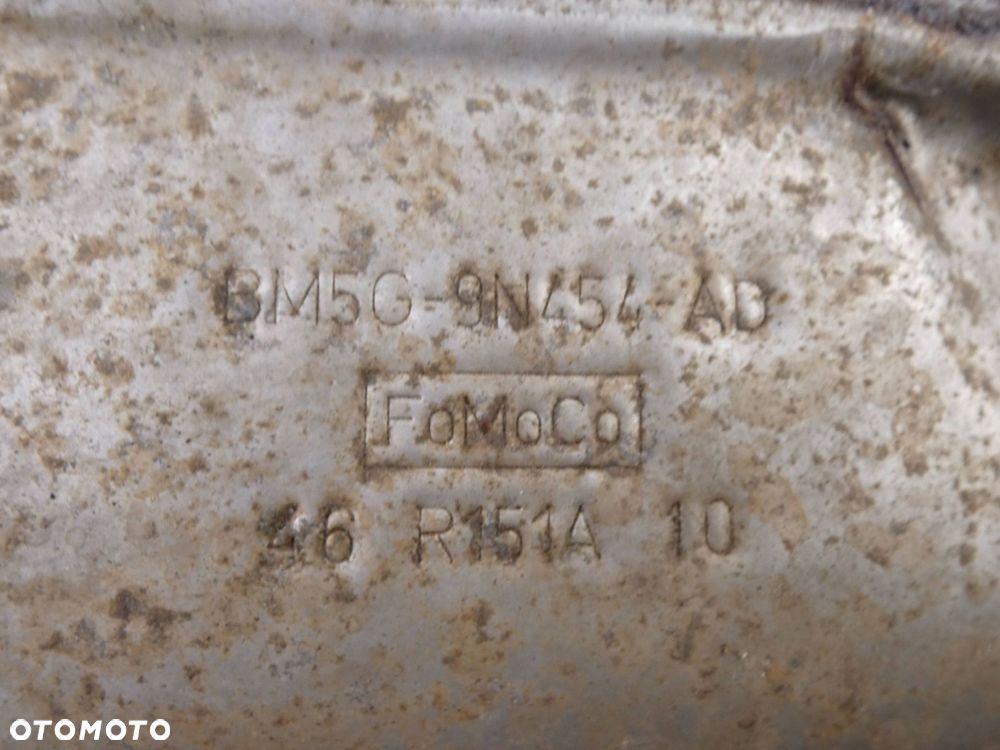 BM5G-9N454-AD
FoMoCo
46 R151A 10
OTOMOTO